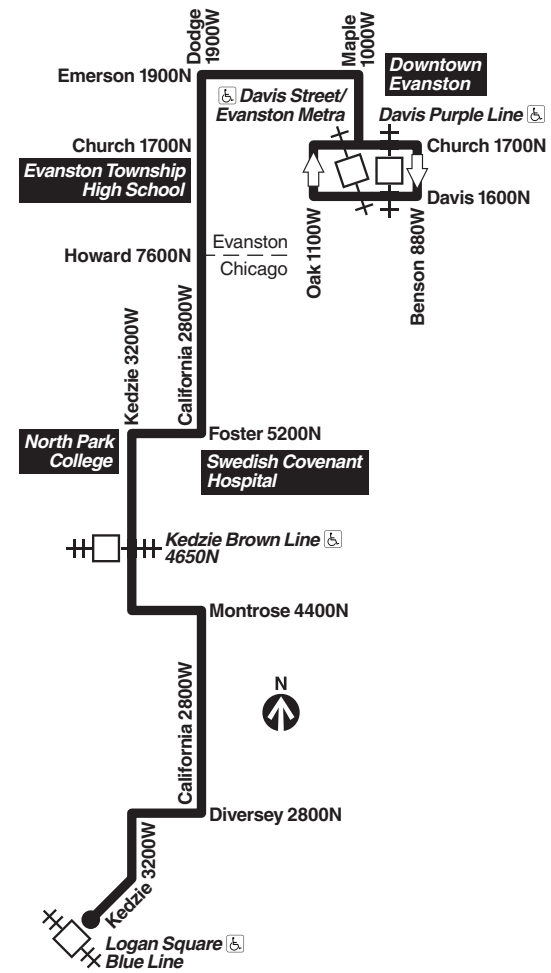 Dodge
1900W
Maple
1000W
Downtown
Evanston
Emerson 1900N
Davis Street/
Evanston Metra
Davis Purple Line
Church 1700N
Church 1700N
Evanston Township
High School
Davis 1600N
Oak 1100W
Benson 880W
Howard 7600N
Evanston
Chicago
Kedzie 3200W
California 2800W
Foster 5200N
North Park
College
Swedish Covenant
Hospital
Kedzie Brown Line
4650N
Montrose 4400N
N
California 2800W
Diversey 2800N
Kedzie 3200W
Logan Square
Blue Line